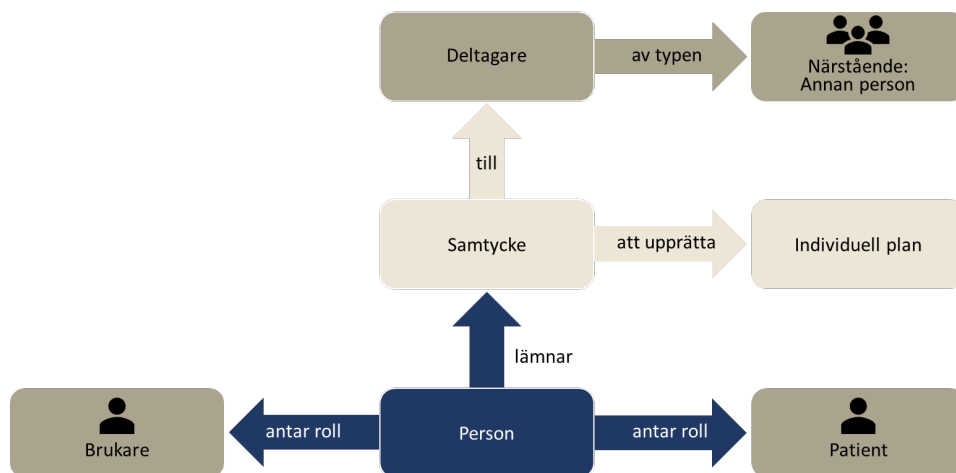 Deltagare
av typen
Närstående:
Annan person
till
Samtycke
att upprätta
Individuell plan
lämnar
Brukare
antar roll
Person
antar roll
Patient